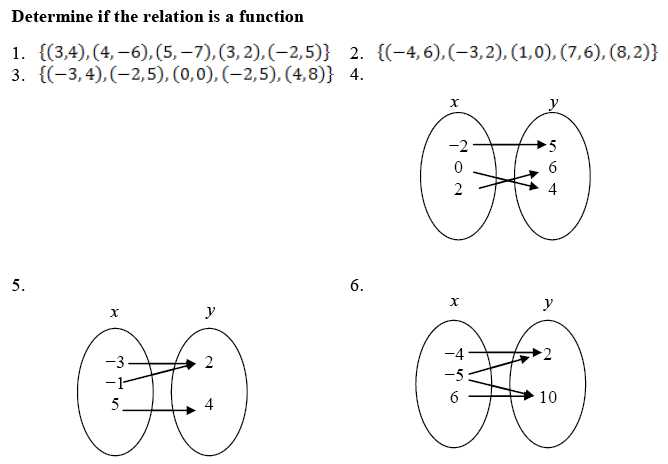 Determine if the relation is a function
1. {(3,4),(4,−6),(5,−7),(3,2),(−2,5)} 2. {(−4,6),(−3,2),(1,0),(7,6),(8,2)}
3. {(−3,4),(−2,5),(0,0),(−2,5),(4,8)} 4.
x y
−2 5
0 6
2 4
5. 6.
x y
−3 2
−1
5 4
x y
−4 2
−5
6 10